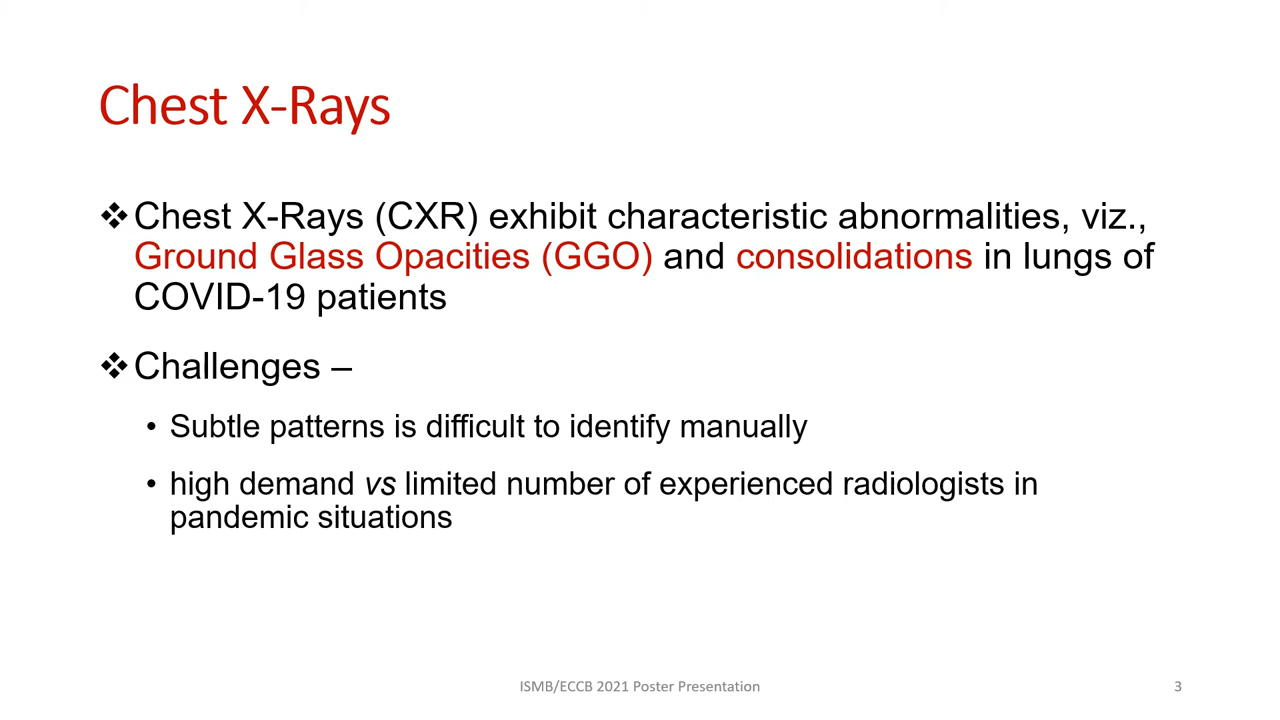 Chest X-Rays
❖Chest X-Rays (CXR) exhibit characteristic abnormalities, viz.,
Ground Glass Opacities (GGO) and consolidations in lungs of
COVID-19 patients
❖Challenges –
• Subtle patterns is difficult to identify manually
• high demand vs limited number of experienced radiologists in
pandemic situations
ISMB/ECCB 2021 Poster Presentation
3